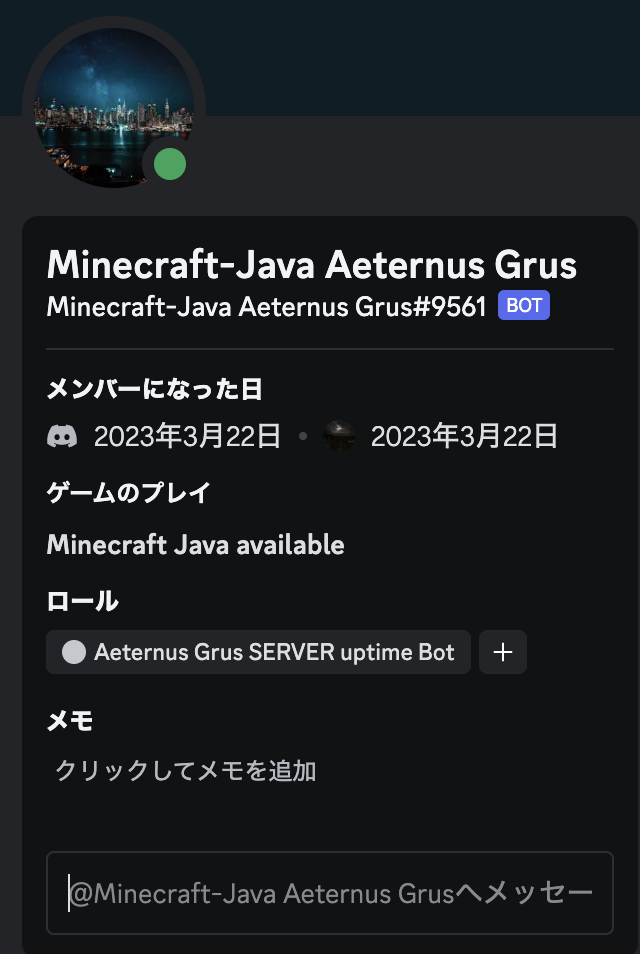 Minecraft-Java Aeternus Grus
Minecraft-Java Aeternus Grus#9561 BOT
メンバーになった日
2023年3月22日 • 2023年3月22日
ゲームのプレイ
Minecraft Java available
ロール
Aeternus Grus SERVER uptime Bot +
メモ
クリックしてメモを追加
@Minecraft-Java Aeternus Grusへメッセー